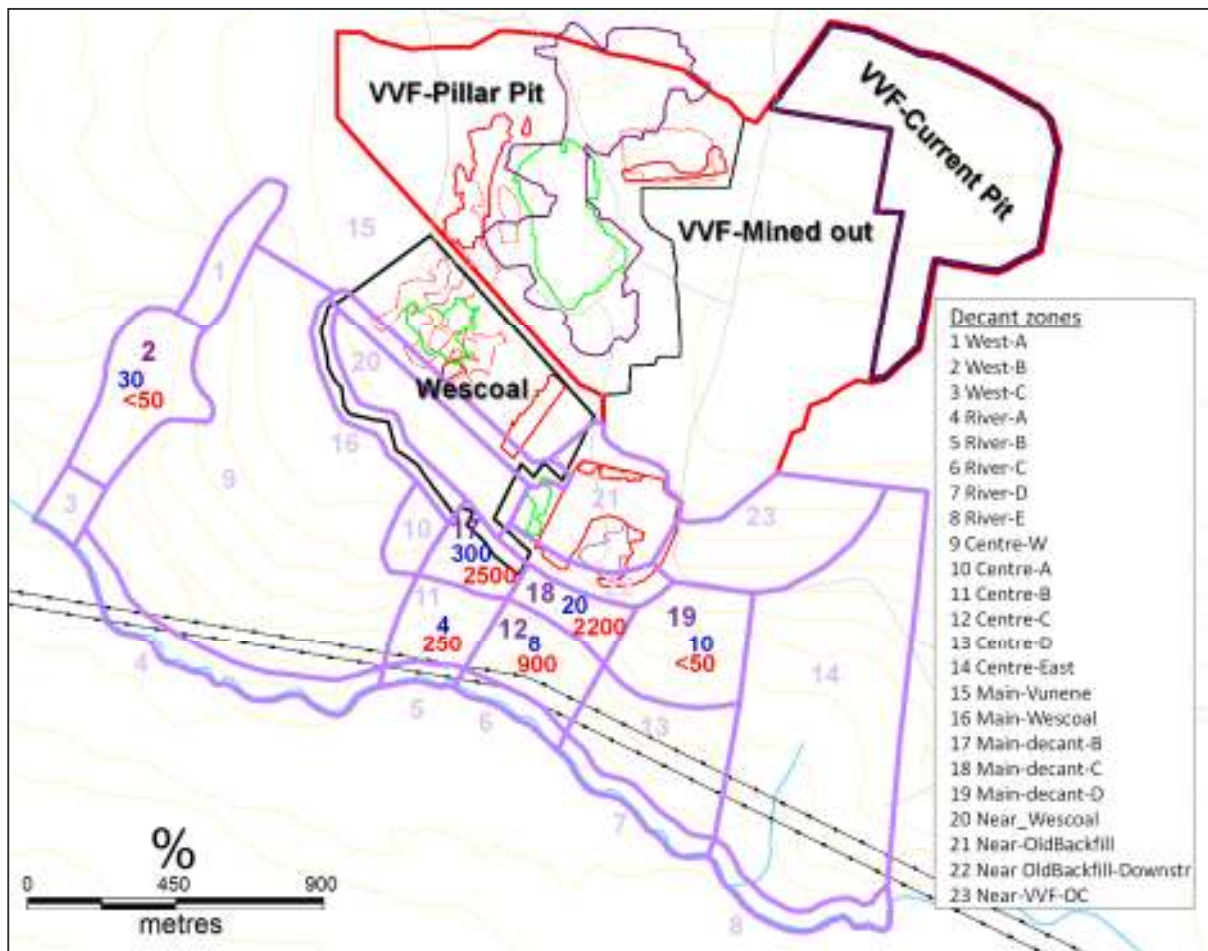 VVF-Pillar Pit
VVF-Current Pit
VVF-Mined out
15
1
2
30
<50
20
Wescoal
16
9
3
21
23
10
17
300
2500
18
20
2200
19
10
<50
11
4
250
12
8
900
14
13
4
5
6
7
8
%
0 450 900
metres
Decant zones
1 West-A
2 West-B
3 West-C
4 River-A
5 River-B
6 River-C
7 River-D
8 River-E
9 Centre-W
10 Centre-A
11 Centre-B
12 Centre-C
13 Centre-D
14 Centre-East
15 Main-Vunene
16 Main-Wescoal
17 Main-decant-B
18 Main-decant-C
19 Main-decant-D
20 Near_Wescoal
21 Near-OldBackfill
22 Near OldBackfill-Downstr
23 Near-VVF-OC